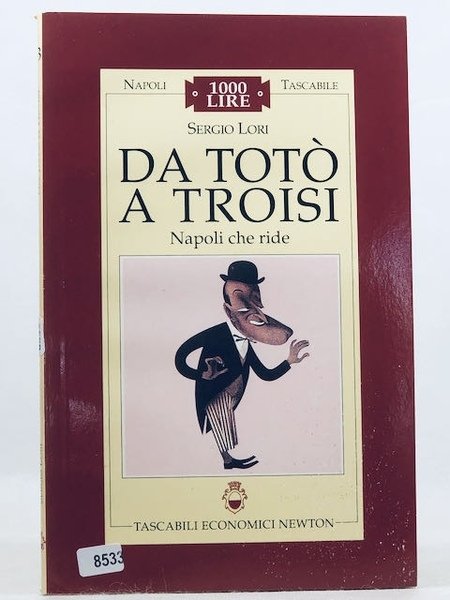 NAPOLI
1000
LIRE
TASCABILE
SERGIO LORI
DA TOTÒ
A TROISI
Napoli che ride
TASCABILI ECONOMICI NEWTON
8533